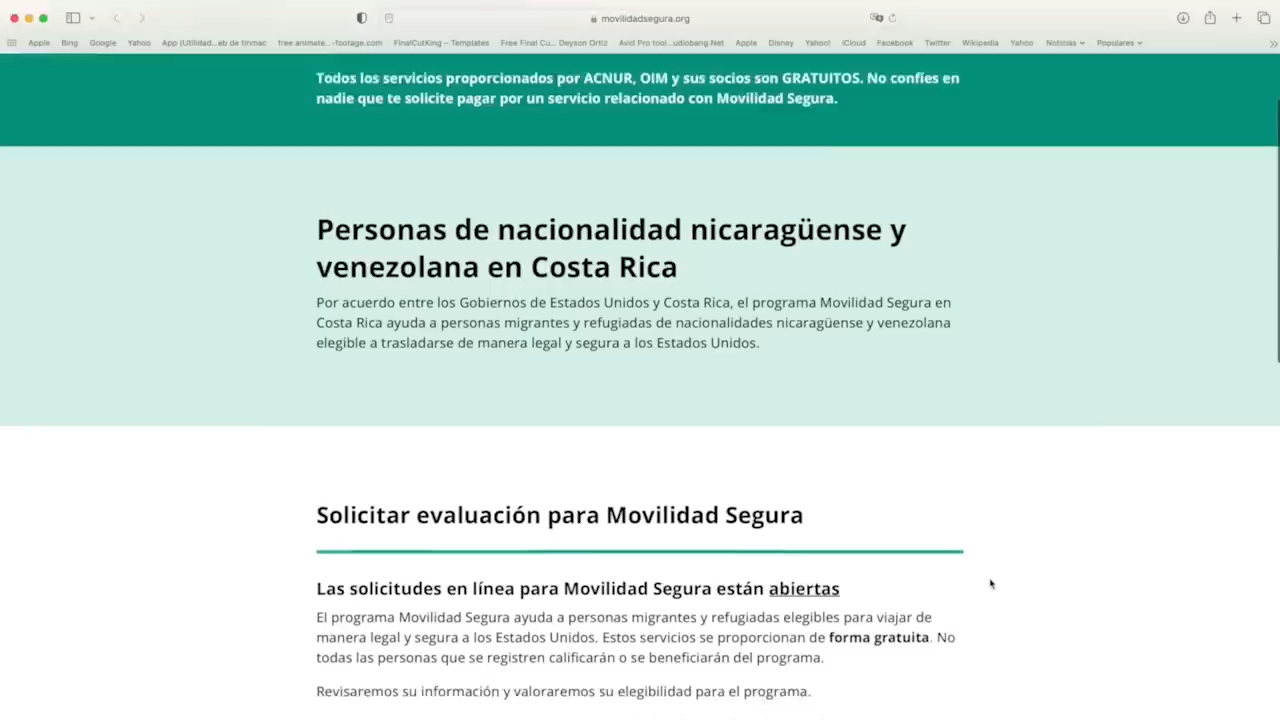 movilidadsegura.org
Apple Bing Google Yahoo App (Utilidad...eb de tinmac free animate...-footage.com FinalCutKing – Templates Free Final Cu... Deyson Ortiz Avid Pro tool...udiobang.Net Apple Disney Yahoo! iCloud Facebook Twitter Wikipedia Yahoo Noticias Populares
Todos los servicios proporcionados por ACNUR, OIM y sus socios son GRATUITOS. No confíes en
nadie que te solicite pagar por un servicio relacionado con Movilidad Segura.
Personas de nacionalidad nicaragüense y
venezolana en Costa Rica
Por acuerdo entre los Gobiernos de Estados Unidos y Costa Rica, el programa Movilidad Segura en
Costa Rica ayuda a personas migrantes y refugiadas de nacionalidades nicaragüense y venezolana
elegible a trasladarse de manera legal y segura a los Estados Unidos.
Solicitar evaluación para Movilidad Segura
Las solicitudes en línea para Movilidad Segura están abiertas
El programa Movilidad Segura ayuda a personas migrantes y refugiadas elegibles para viajar de
manera legal y segura a los Estados Unidos. Estos servicios se proporcionan de forma gratuita. No
todas las personas que se registren calificarán o se beneficiarán del programa.
Revisaremos su información y valoraremos su elegibilidad para el programa.